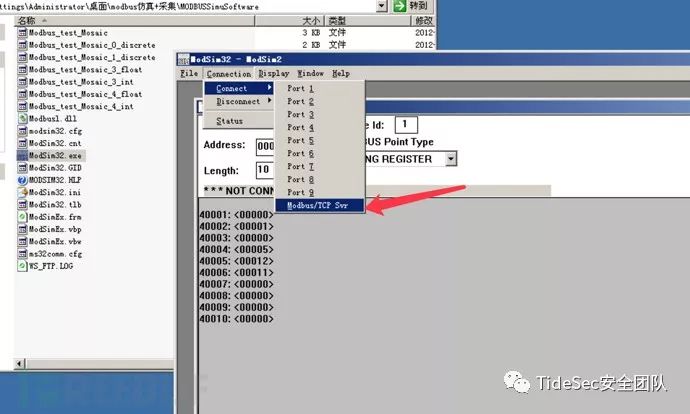 ttings\Administrator\桌面\modbus仿真+采集\MODBUSSimuSoftware
转到
名称
大小
类型
修改
Modbus_test_Mosaic 3 KB 文件 2012-
Modbus_test_Mosaic_0_discrete 2 KB 文件 2012-
Modbus_test_Mosaic_1_discrete
Modbus_test_Mosaic_3_float
Modbus_test_Mosaic_3_int
Modbus_test_Mosaic_4_float
Modbus_test_Mosaic_4_int
Modbusl.dll
modsim32.cfg
ModSim32.cnt
ModSim32.exe
ModSim32.GID
MODSIM32.HLP
ModSim32.ini
ModSim32.tlb
ModSimEx.frm
ModSimEx.vbp
ModSimEx.vbw
ms32comm.cfg
WS_FTP.LOG
ModSim32 - ModSim2
File Connection Display Window Help
Connect
Disconnect
Status
Port 1
Port 2
Port 3
Port 4
Port 5
Port 6
Port 7
Port 8
Port 9
Modbus/TCP Svr
e Id: 1
Address: 000
BUS Point Type
Length: 10
NG REGISTER
* * * NOT CONN
40001: <00000>
40002: <00001>
40003: <00000>
40004: <00005>
40005: <00012>
40006: <00011>
40007: <00000>
40008: <00000>
40009: <00000>
40010: <00000>
TideSec安全团队